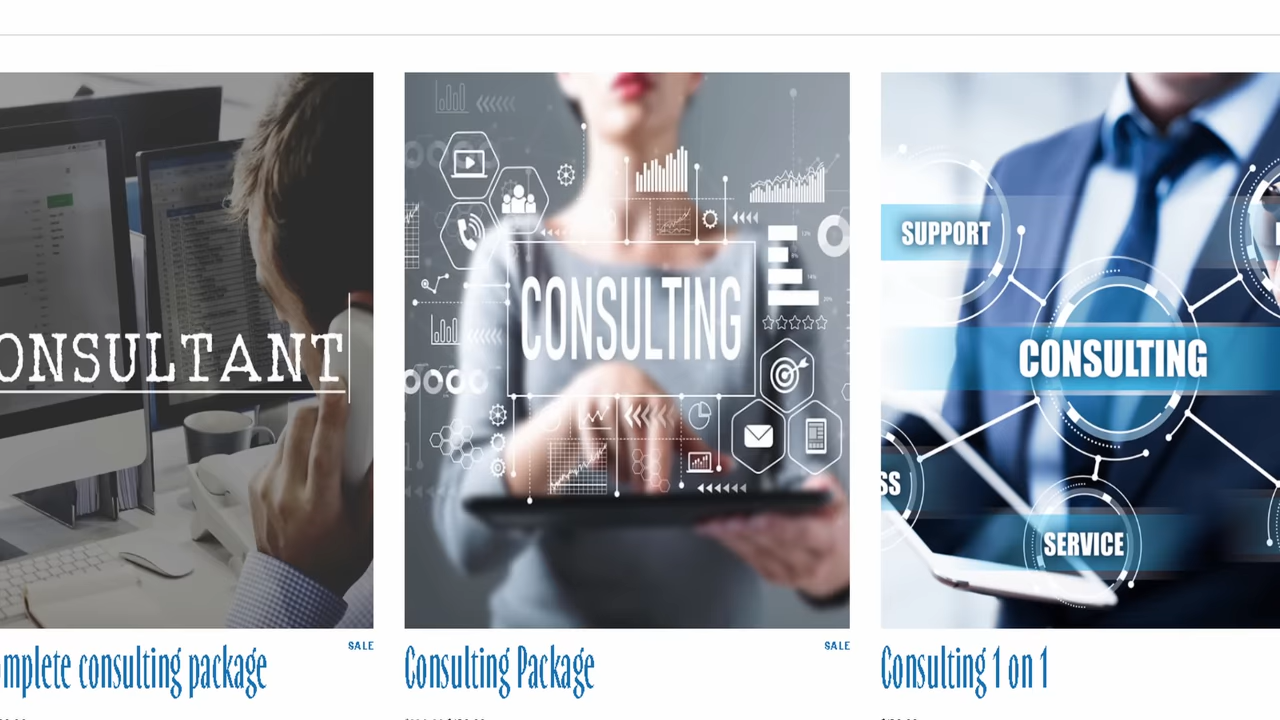 ONSULTANT
SALE
mplete consulting package
CONSULTING
SALE
Consulting Package
SUPPORT
CONSULTING
SS
SERVICE
Consulting 1 on 1